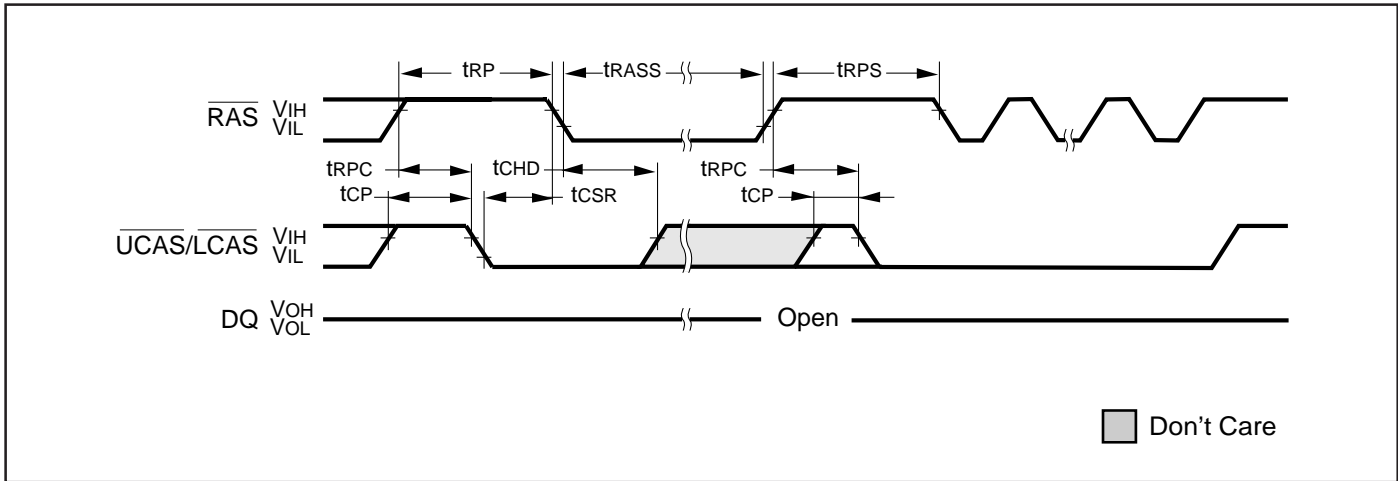 tRP tRASS tRPS
RAS VIH
VIL
tRPC tCHD tRPC
tCP tCSR tCP
UCAS/LCAS VIH
VIL
DQ VOH
VOL
Open
Don't Care